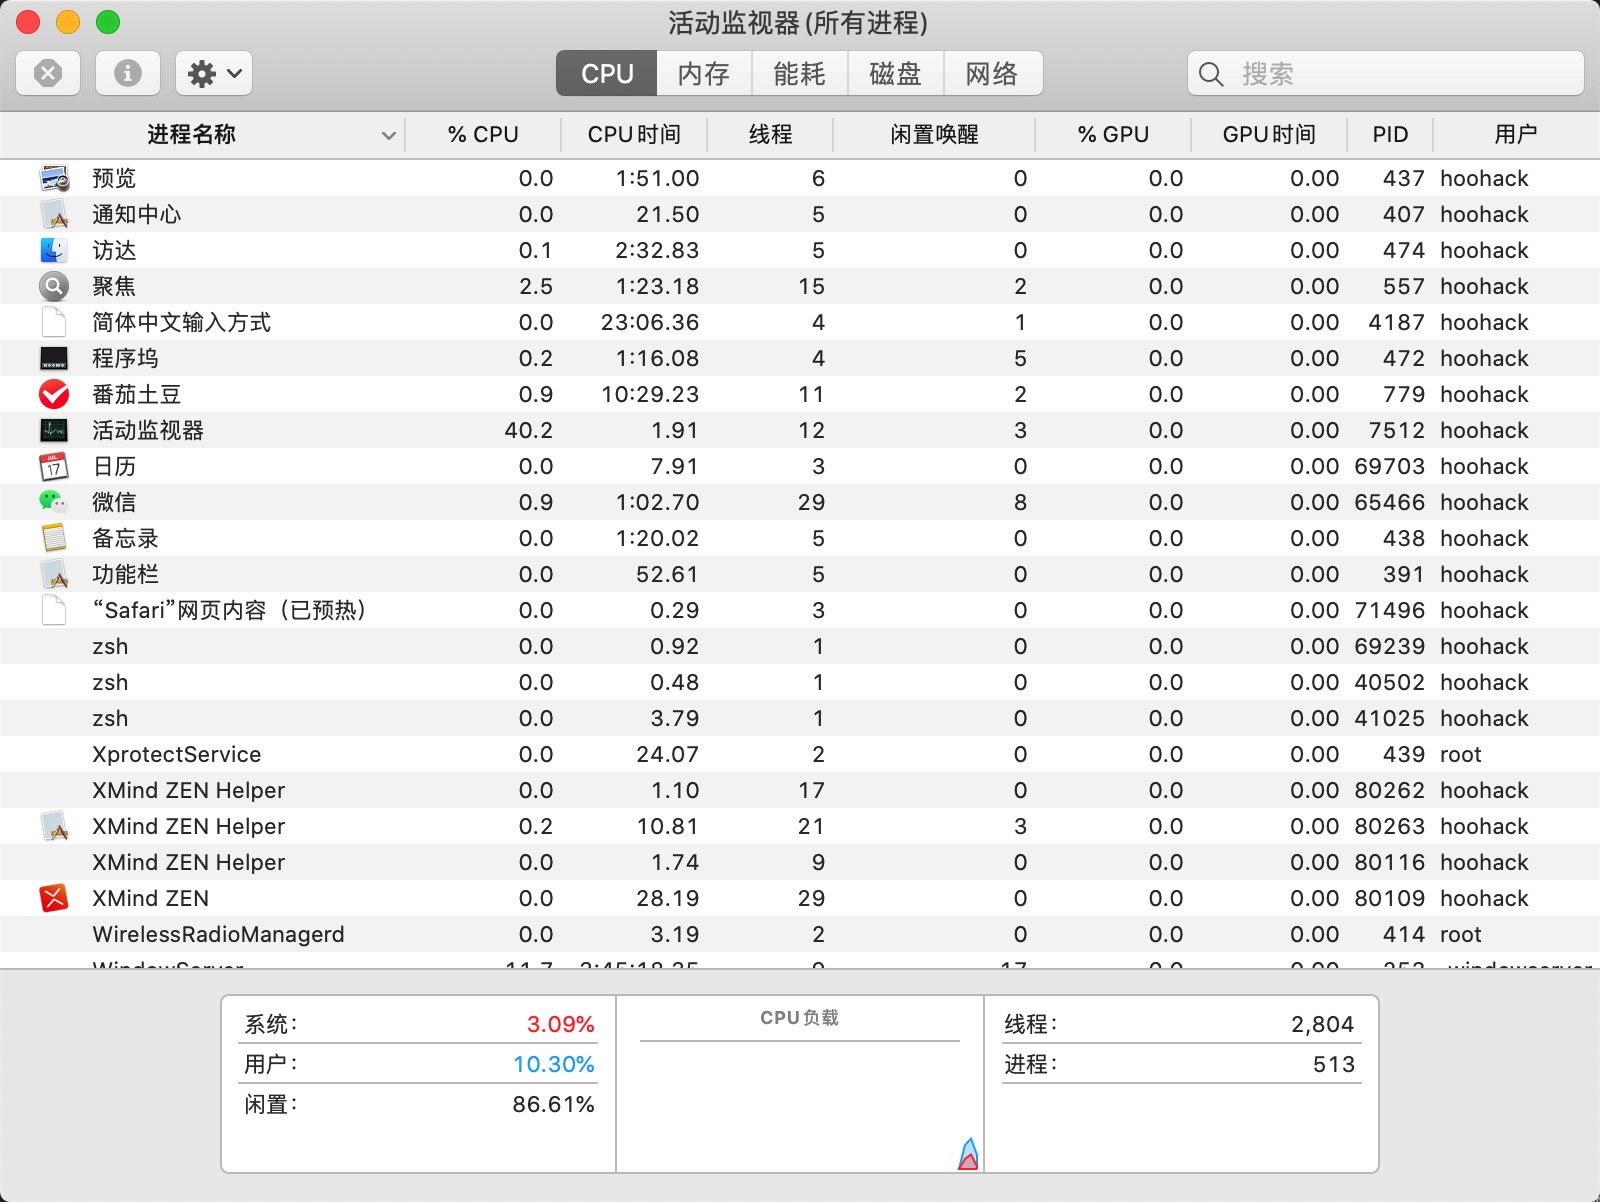 活动监视器 (所有进程)
CPU 内存 能耗 磁盘 网络 搜索
进程名称 % CPU CPU 时间 线程 闲置唤醒 % GPU GPU 时间 PID 用户
预览 0.0 1:51.00 6 0 0.0 0.00 437 hoohack
通知中心 0.0 21.50 5 0 0.0 0.00 407 hoohack
访达 0.1 2:32.83 5 0 0.0 0.00 474 hoohack
聚焦 2.5 1:23.18 15 2 0.0 0.00 557 hoohack
简体中文输入方式 0.0 23:06.36 4 1 0.0 0.00 4187 hoohack
程序坞 0.2 1:16.08 4 5 0.0 0.00 472 hoohack
番茄土豆 0.9 10:29.23 11 2 0.0 0.00 779 hoohack
活动监视器 40.2 1.91 12 3 0.0 0.00 7512 hoohack
JUL 17 日历 0.0 7.91 3 0 0.0 0.00 69703 hoohack
微信 0.9 1:02.70 29 8 0.0 0.00 65466 hoohack
备忘录 0.0 1:20.02 5 0 0.0 0.00 438 hoohack
功能栏 0.0 52.61 5 0 0.0 0.00 391 hoohack
“Safari”网页内容（已预热） 0.0 0.29 3 0 0.0 0.00 71496 hoohack
zsh 0.0 0.92 1 0 0.0 0.00 69239 hoohack
zsh 0.0 0.48 1 0 0.0 0.00 40502 hoohack
zsh 0.0 3.79 1 0 0.0 0.00 41025 hoohack
XprotectService 0.0 24.07 2 0 0.0 0.00 439 root
XMind ZEN Helper 0.0 1.10 17 0 0.0 0.00 80262 hoohack
XMind ZEN Helper 0.2 10.81 21 3 0.0 0.00 80263 hoohack
XMind ZEN Helper 0.0 1.74 9 0 0.0 0.00 80116 hoohack
XMind ZEN 0.0 28.19 29 0 0.0 0.00 80109 hoohack
WirelessRadioManagerd 0.0 3.19 2 0 0.0 0.00 414 root
WindowServer 11.7 17 0.0 0.00 _windowserver
系统： 3.09% CPU 负载 线程： 2,804
用户： 10.30% 进程： 513
闲置： 86.61%